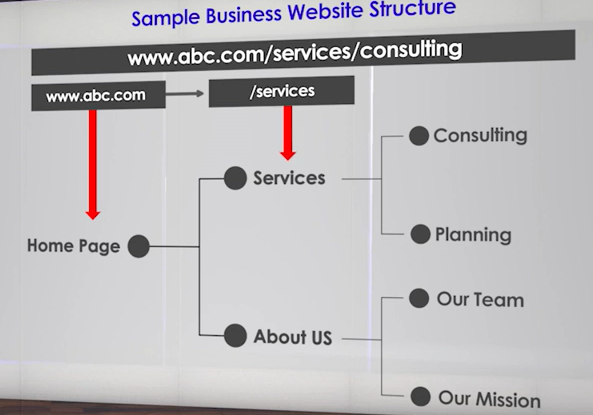 Sample Business Website Structure
www.abc.com/services/consulting
www.abc.com
/services
Consulting
Services
Planning
Home Page
Our Team
About US
Our Mission